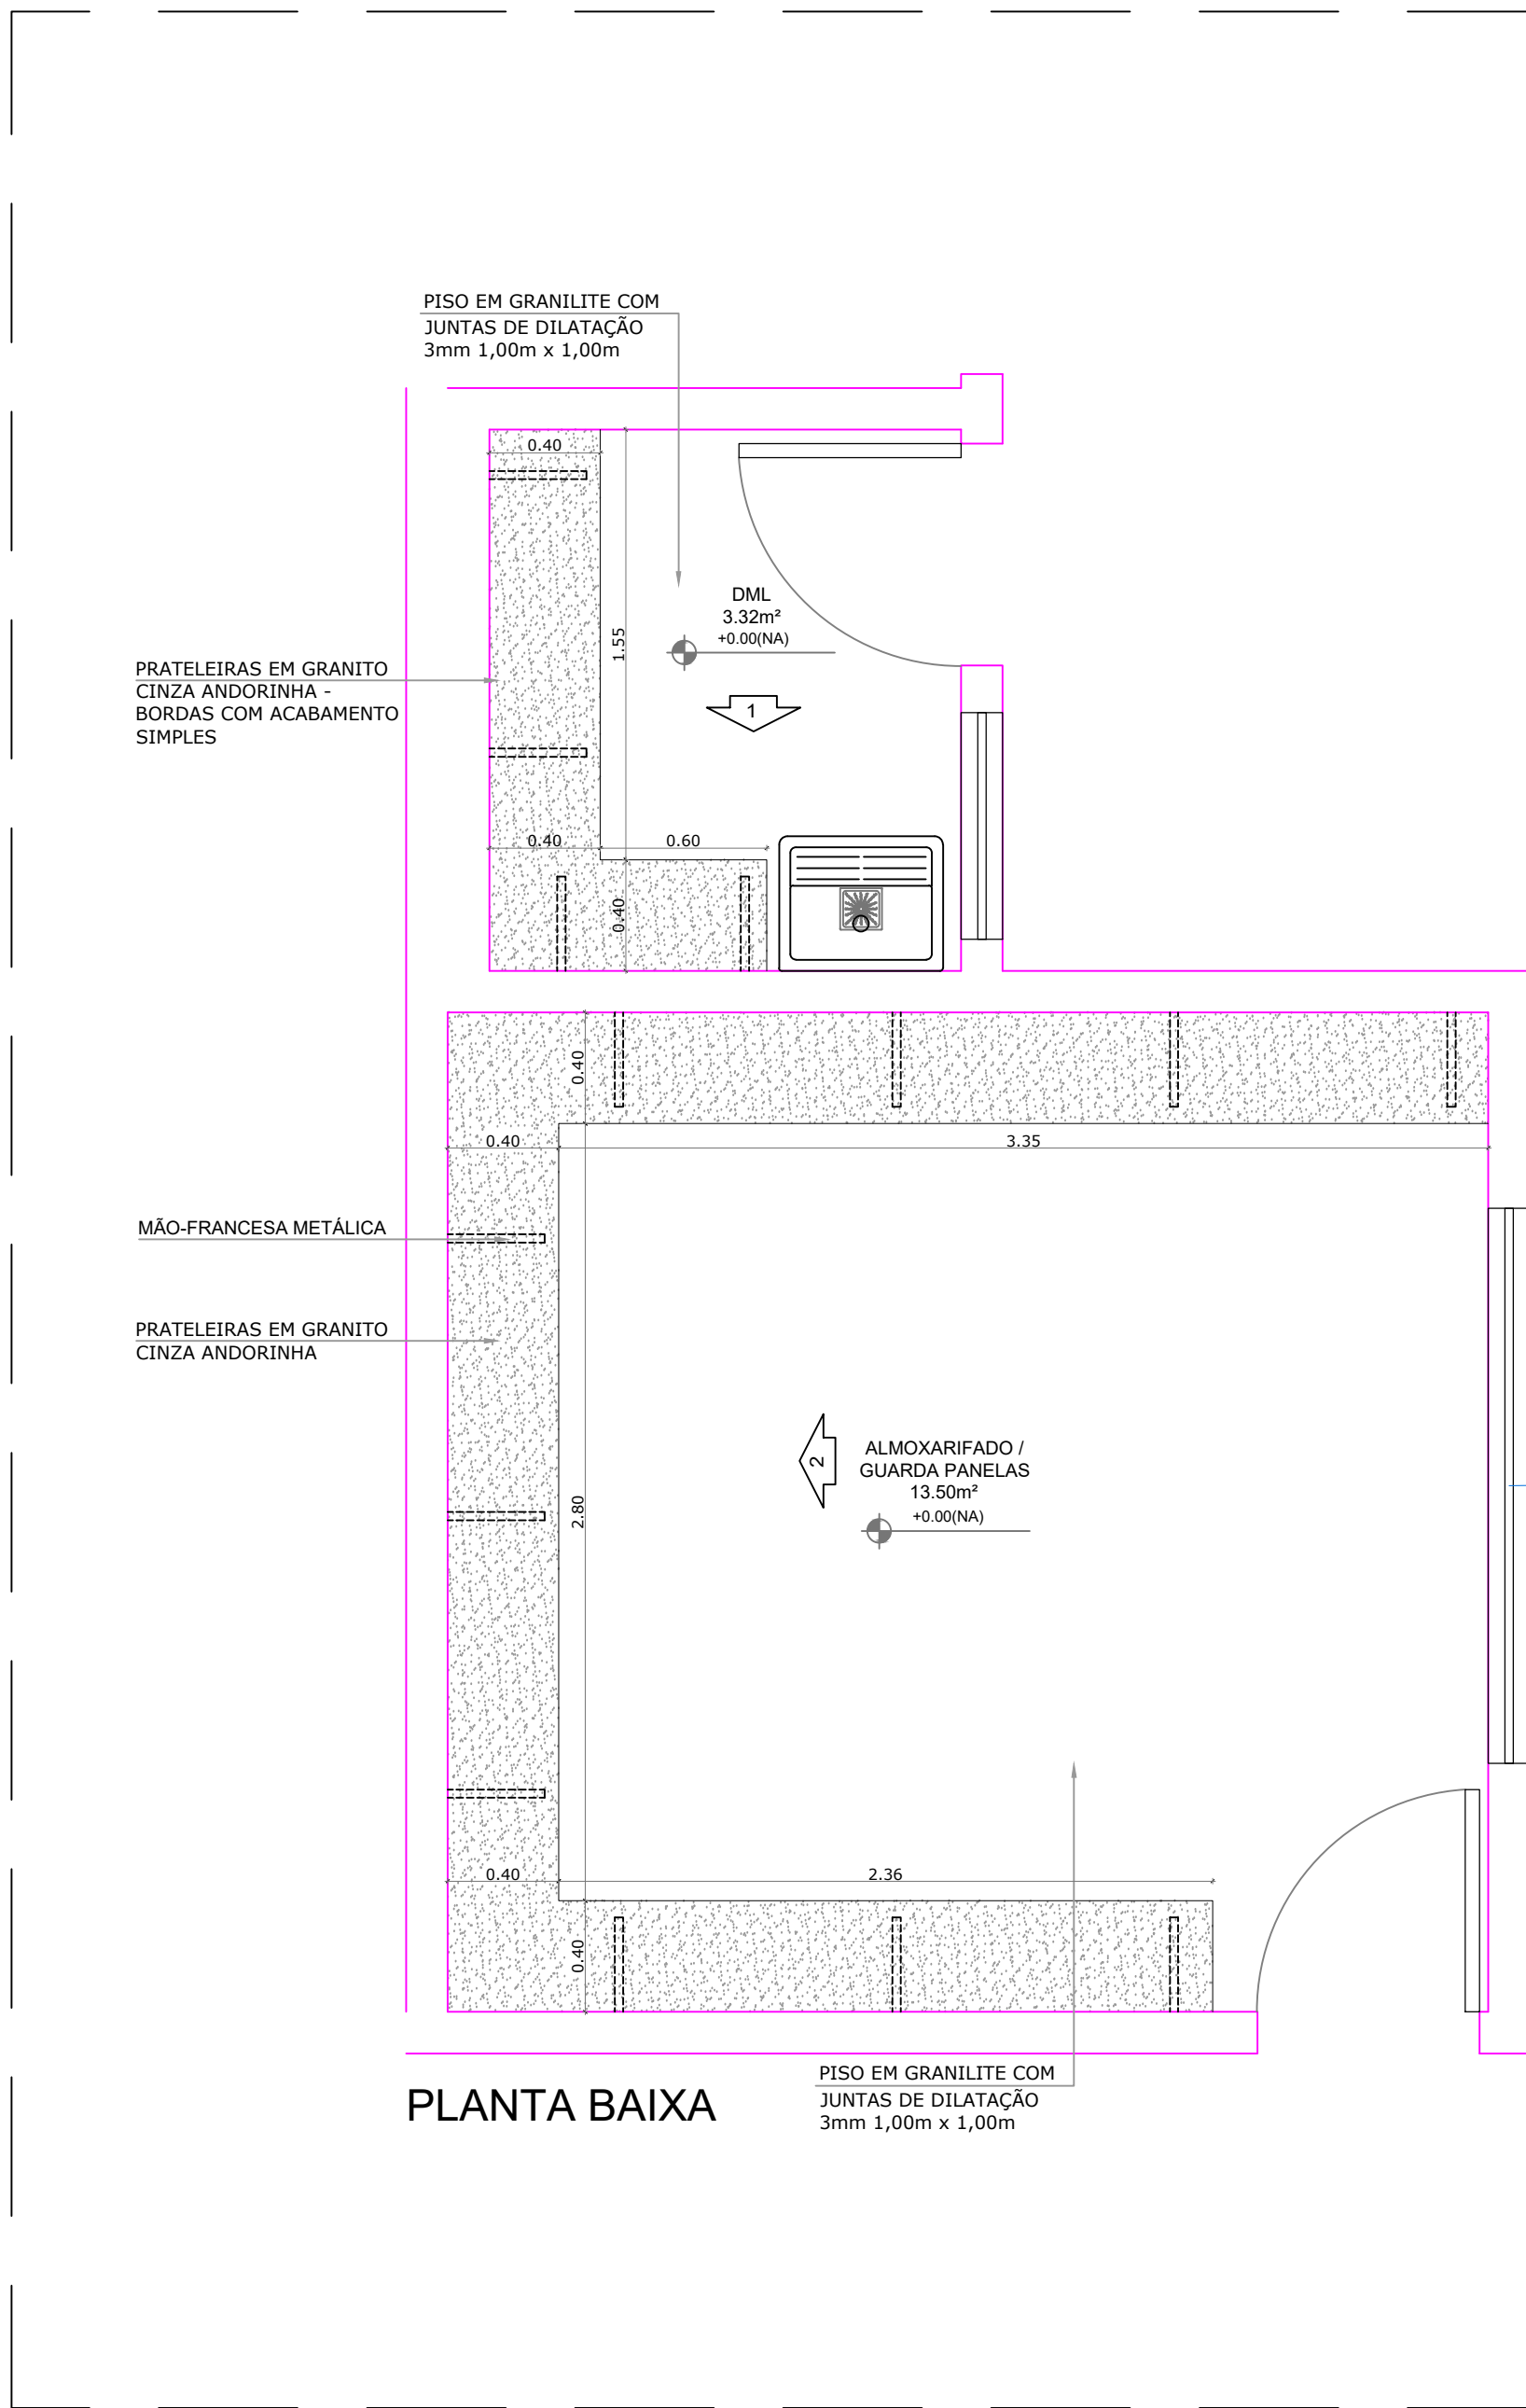 PISO EM GRANILITE COM
JUNTAS DE DILATAÇÃO
3mm 1,00m x 1,00m
0.40
DML
3.32m²
+0.00(NA)
1.55
PRATELEIRAS EM GRANITO
CINZA ANDORINHA -
BORDAS COM ACABAMENTO
SIMPLES
1
0.40
0.60
0.40
0.40
0.40
3.35
MÃO-FRANCESA METÁLICA
PRATELEIRAS EM GRANITO
CINZA ANDORINHA
2
ALMOXARIFADO /
GUARDA PANELAS
13.50m²
+0.00(NA)
2.80
0.40
2.36
0.40
PISO EM GRANILITE COM
JUNTAS DE DILATAÇÃO
3mm 1,00m x 1,00m
PLANTA BAIXA